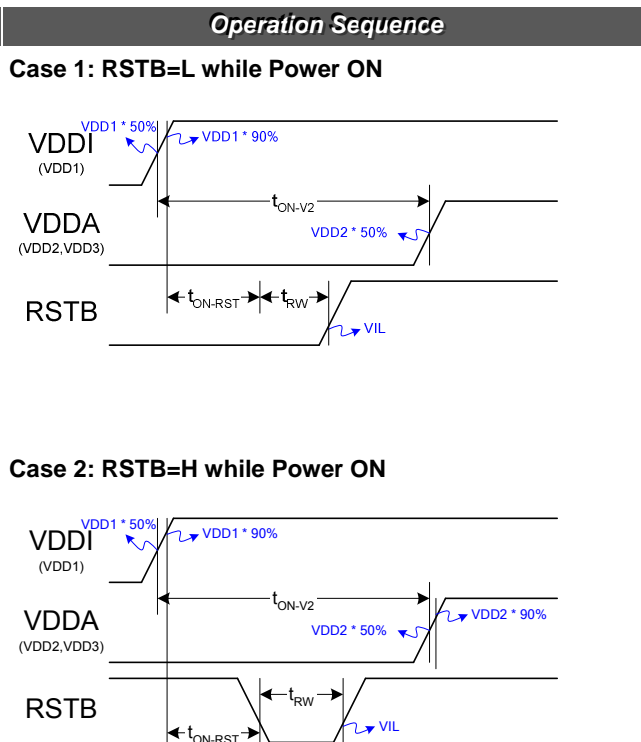 Operation Sequence
Case 1: RSTB=L while Power ON
VDD1 * 50%
VDD1 * 90%
VDDI
(VDD1)
tON-V2
VDDA
(VDD2,VDD3)
VDD2 * 50%
tON-RST
tRW
RSTB
VIL
Case 2: RSTB=H while Power ON
VDD1 * 50%
VDD1 * 90%
VDDI
(VDD1)
tON-V2
VDDA
(VDD2,VDD3)
VDD2 * 50%
VDD2 * 90%
RSTB
tRW
tON-RST
VIL